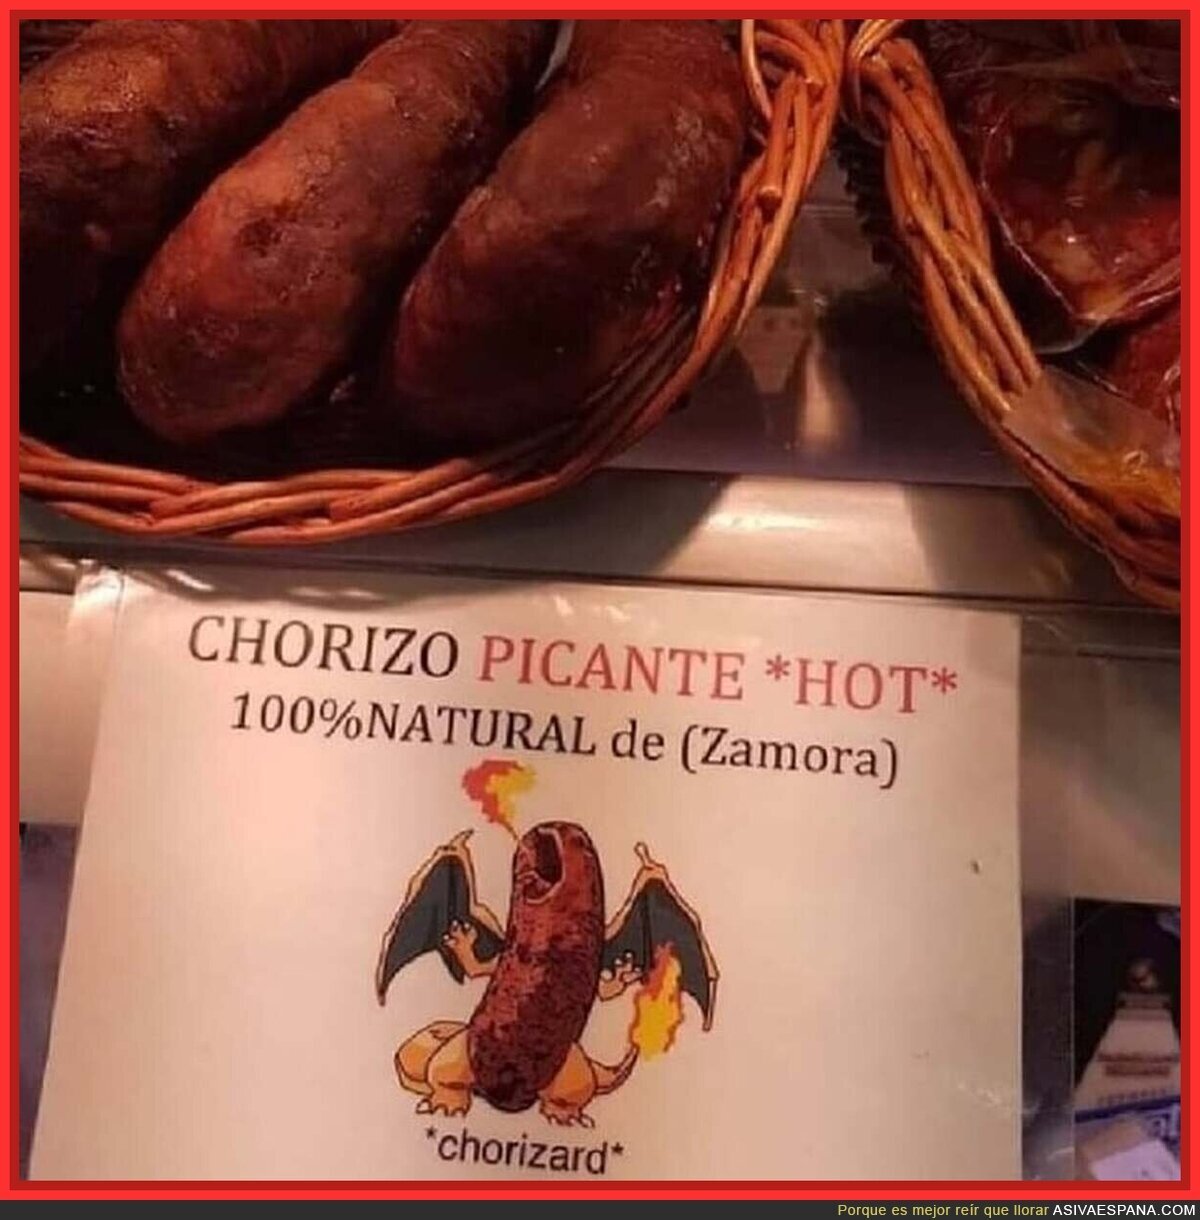 CHORIZO PICANTE *HOT*
100%NATURAL de (Zamora)
*chorizard*
Porque es mejor reír que llorar ASIVAESPANA.COM